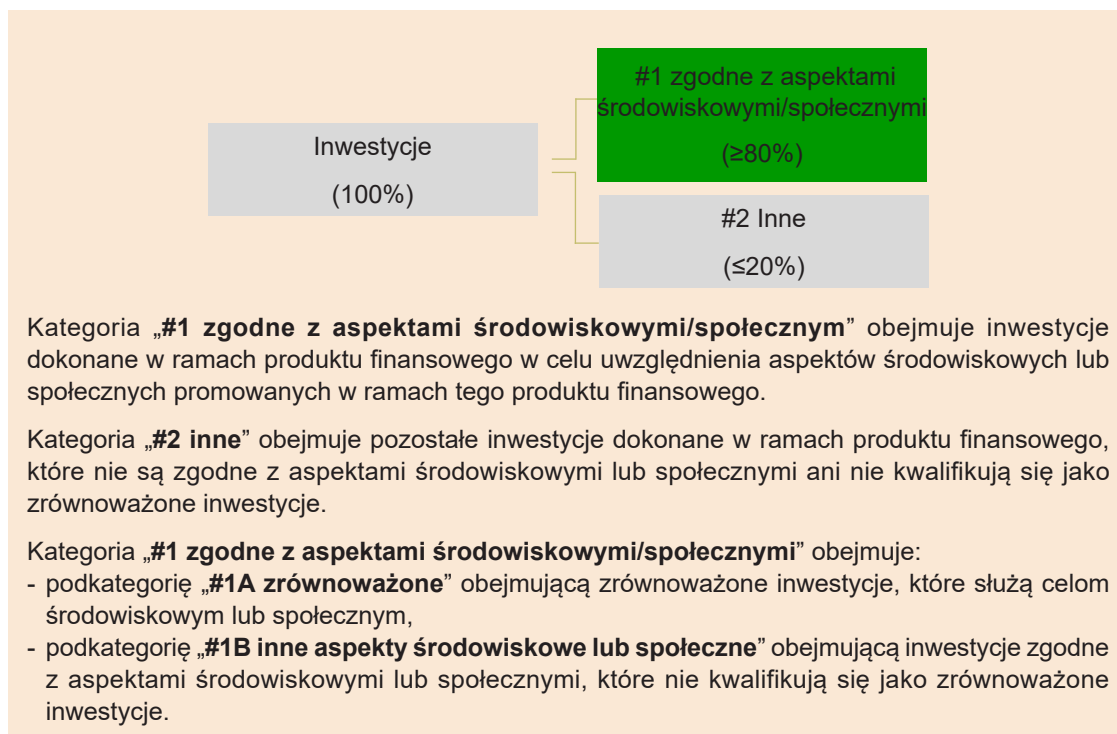 #1 zgodne z aspektami
środowiskowymi/społecznymi
(≥80%)
Inwestycje
(100%)
#2 Inne
(≤20%)
Kategoria „#1 zgodne z aspektami środowiskowymi/społecznym” obejmuje inwestycje
dokonane w ramach produktu finansowego w celu uwzględnienia aspektów środowiskowych lub
społecznych promowanych w ramach tego produktu finansowego.
Kategoria „#2 inne” obejmuje pozostałe inwestycje dokonane w ramach produktu finansowego,
które nie są zgodne z aspektami środowiskowymi lub społecznymi ani nie kwalifikują się jako
zrównoważone inwestycje.
Kategoria „#1 zgodne z aspektami środowiskowymi/społecznymi” obejmuje:
- podkategorię „#1A zrównoważone” obejmującą zrównoważone inwestycje, które służą celom
środowiskowym lub społecznym,
- podkategorię „#1B inne aspekty środowiskowe lub społeczne” obejmującą inwestycje zgodne
z aspektami środowiskowymi lub społecznymi, które nie kwalifikują się jako zrównoważone
inwestycje.